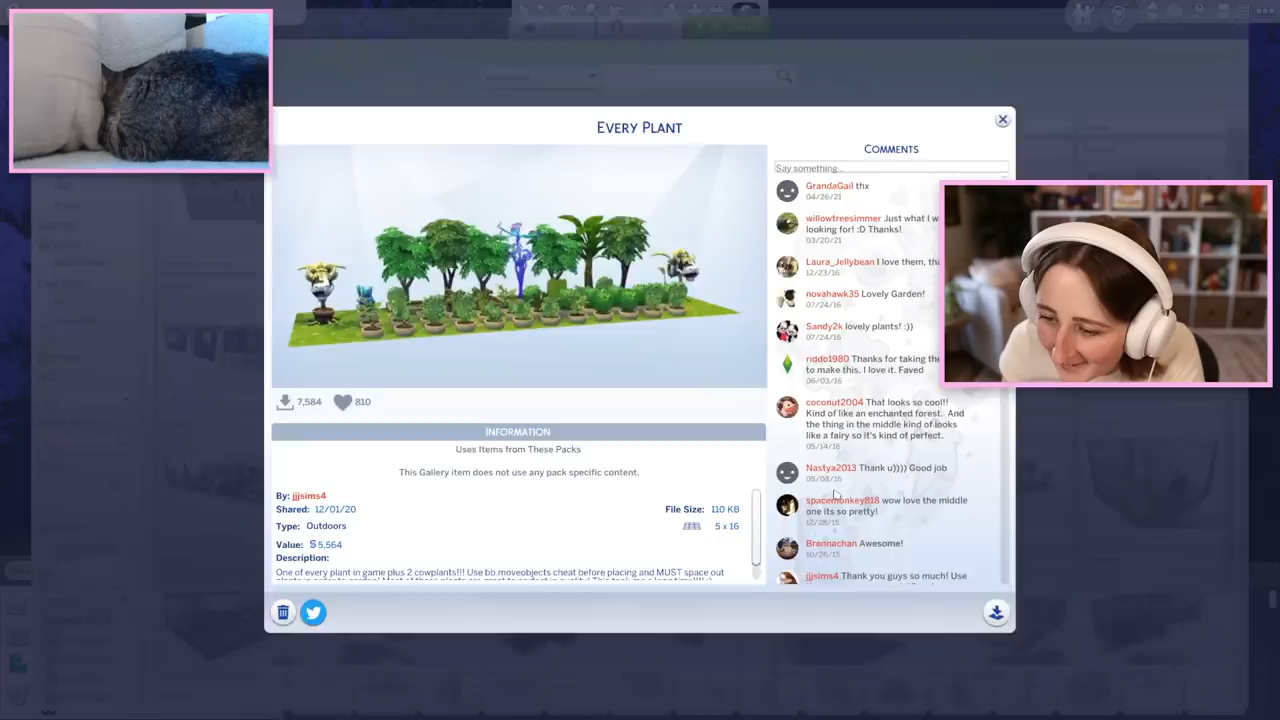 EVERY PLANT
COMMENTS
Say something...
GrandaGail thx
04/26/21
willowtreesimmer Just what I w
looking for! :D Thanks!
03/20/21
Laura_Jellybean I love them, tha
12/23/16
novahawk35 Lovely Garden!
07/24/16
Sandy2k lovely plants! :))
07/24/16
riddo1980 Thanks for taking the
to make this. I love it. Faved
06/03/16
coconut2004 That looks so cool!!
Kind of like an enchanted forest. And
the thing in the middle kind of looks
like a fairy so it's kind of perfect.
05/14/16
Nastya2013 Thank u)))) Good job
05/08/16
spacemonkey818 wow love the middle
one its so pretty!
12/28/15
Brennachan Awesome!
10/26/15
jjjsims4 Thank you guys so much! Use
7,584 810
INFORMATION
Uses Items from These Packs
This Gallery item does not use any pack specific content.
By: jjjsims4
Shared: 12/01/20
File Size: 110 KB
Type: Outdoors
5 x 16
Value: §5,564
Description:
One of every plant in game plus 2 cowplants!!! Use bb.moveobjects cheat before placing and MUST space out